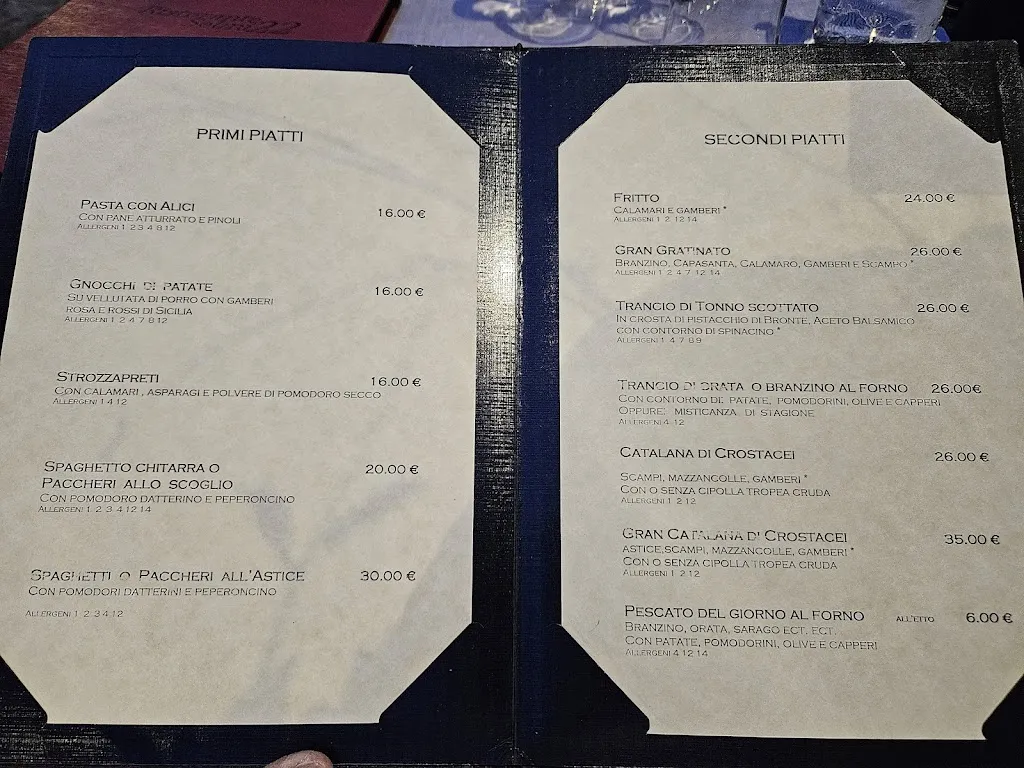 PRIMI PIATTI
PASTA CON ALICI 16.00 €
CON PANE ATTURRATO E PINOLI
ALLERGENI 1 2 3 4 8 12
GNOCCHI DI PATATE 16.00 €
SU VELLUTATA DI PORRO CON GAMBERI
ROSA E ROSSI DI SICILIA
ALLERGENI 1 2 4 7 8 12
STROZZAPRETI 16.00 €
CON CALAMARI, ASPARAGI E POLVERE DI POMODORO SECCO
ALLERGENI 1 4 12
SPAGHETTO CHITARRA O 20.00 €
PACCHERI ALLO SCOGLIO
CON POMODORO DATTERINO E PEPERONCINO
ALLERGENI 1 2 3 4 12 14
SPAGHETTI O PACCHERI ALL'ASTICE 30.00 €
CON POMODORI DATTERINI E PEPERONCINO
ALLERGENI 1 2 3 4 12
SECONDI PIATTI
FRITTO 24.00 €
CALAMARI E GAMBERI *
ALLERGENI 1 2 12 14
GRAN GRATINATO 26.00 €
BRANZINO, CAPASANTA, CALAMARO, GAMBERI E SCAMPO *
ALLERGENI 1 2 4 7 12 14
TRANCIO DI TONNO SCOTTATO 26.00 €
IN CROSTA DI PISTACCHIO DI BRONTE, ACETO BALSAMICO
CON CONTORNO DI SPINACINO *
ALLERGENI 1 4 7 8 9
TRANCIO DI ORATA O BRANZINO AL FORNO 26.00€
CON CONTORNO DI PATATE, POMODORINI, OLIVE E CAPPERI
OPPURE: MISTICANZA DI STAGIONE
ALLERGENI 4 12
CATALANA DI CROSTACEI 26.00 €
SCAMPI, MAZZANCOLLE, GAMBERI *
CON O SENZA CIPOLLA TROPEA CRUDA
ALLERGENI 1 2 12
GRAN CATALANA DI CROSTACEI 35.00 €
ASTICE,SCAMPI, MAZZANCOLLE, GAMBERI *
CON O SENZA CIPOLLA TROPEA CRUDA
ALLERGENI 1 2 12
PESCATO DEL GIORNO AL FORNO ALL'ETTO 6.00 €
BRANZINO, ORATA, SARAGO ECT. ECT.
CON PATATE, POMODORINI, OLIVE E CAPPERI
ALLERGENI 4 12 14